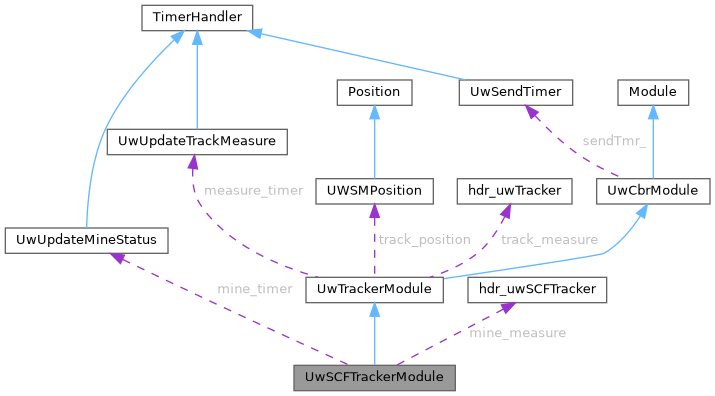 TimerHandler
Position
UwSendTimer
Module
UwUpdateTrackMeasure
sendTmr_
measure_timer
UWSMPosition
hdr_uwTracker
UwCbrModule
UwUpdateMineStatus
track_position
track_measure
mine_timer
UwTrackerModule
hdr_uwSCFTracker
mine_measure
UwSCFTrackerModule